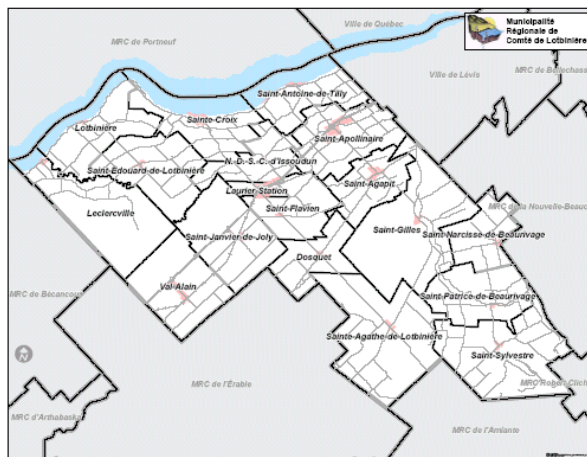 Municipalité
Régionale de
Comté de Lotbinière
Ville de Québec
MRC de Portneuf
Ville de Lévis
MRC de Bellechass
Saint-Antoine-de-Tilly
Sainte-Croix
Lotbinière
Saint-Apollinaire
N.-D.-S.-C. d'Issoudun
Saint-Édouard-de-Lotbinière
Saint-Agapit
Laurier-Station
Leclercville
Saint-Flavien
MRC de la Nouvelle-Beauc
Saint-Gilles
Saint-Narcisse-de-Beaurivage
Saint-Janvier-de-Joly
Dosquet
Val-Alain
MRC de Bécancour
Saint-Patrice-de-Beaurivage
Sainte-Agathe-de-Lotbinière
Saint-Sylvestre
N
MRC de l'Érable
MRC Robert Clich
MRC d'Arthabaska
MRC de l'Amiante